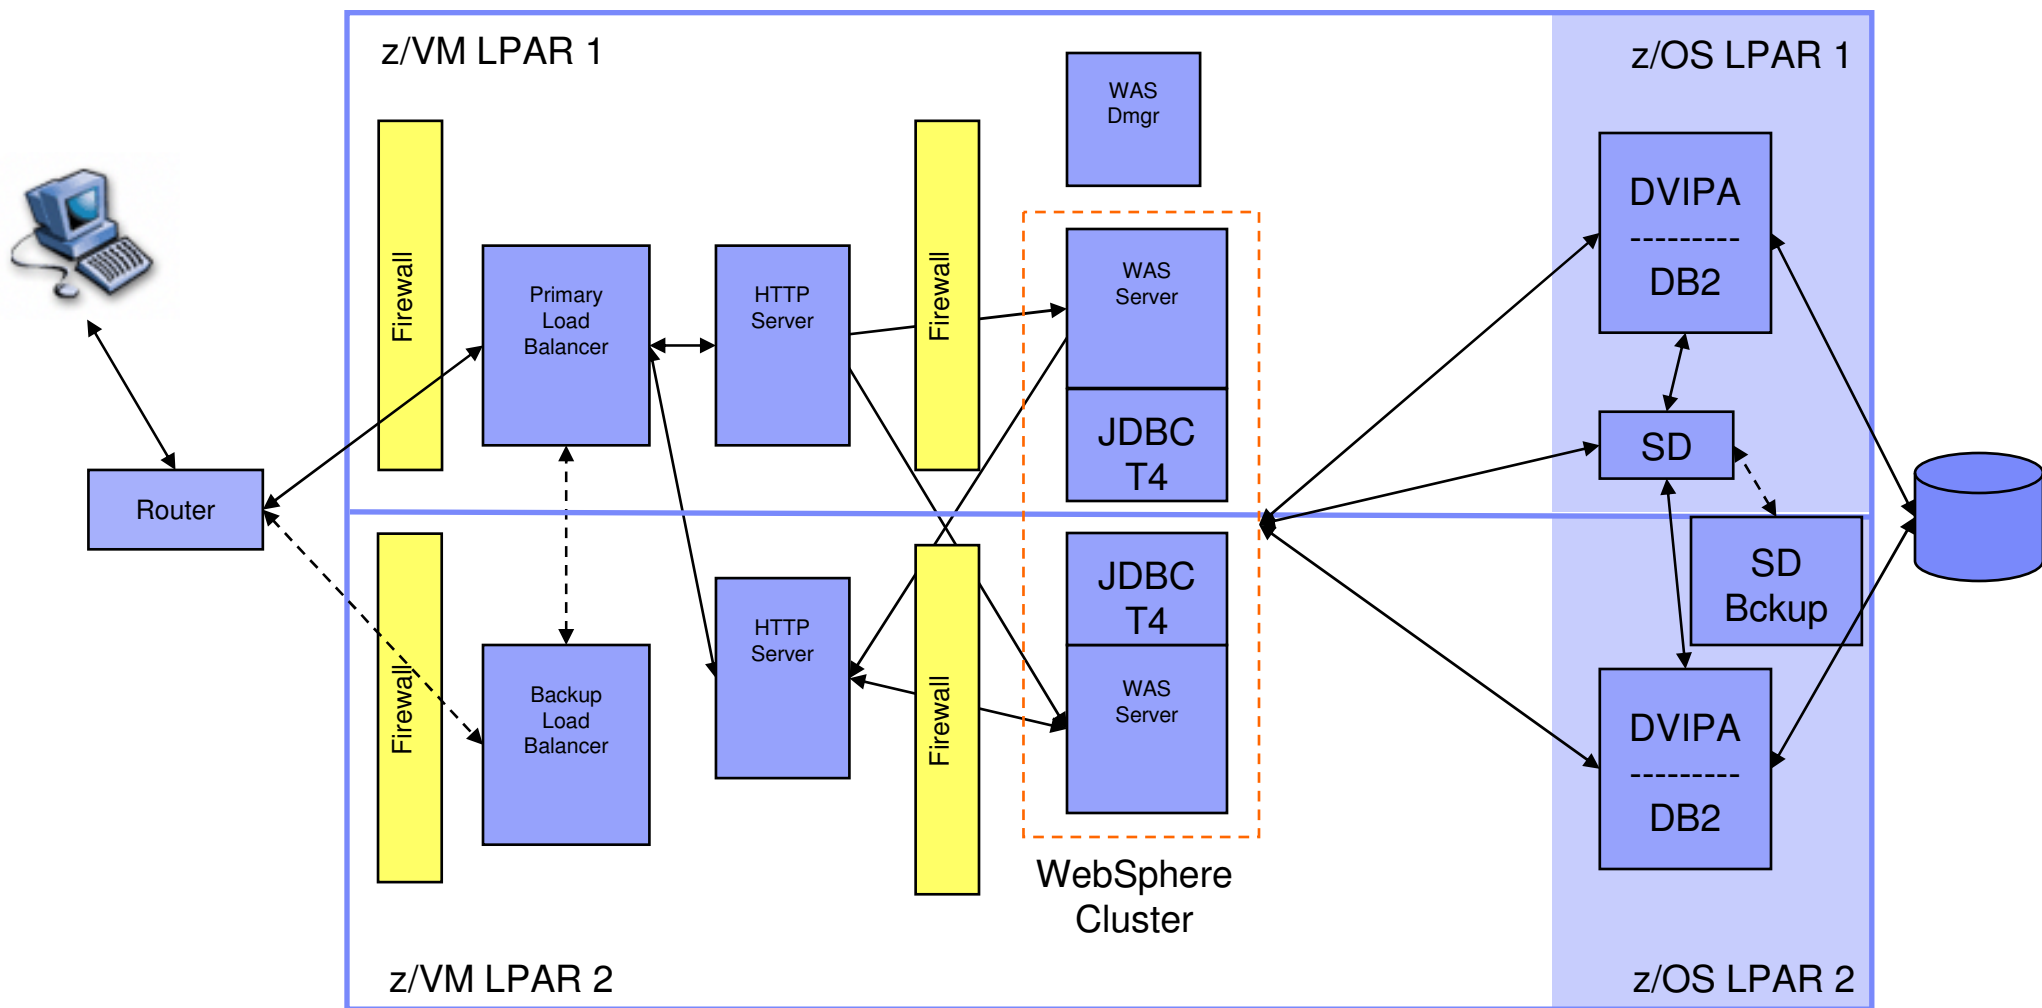 z/VM LPAR 1
z/OS LPAR 1
WAS
Dmgr
Firewall
Primary
Load
Balancer
HTTP
Server
Firewall
WAS
Server
JDBC
T4
DVIPA
---------
DB2
SD
Router
Firewall
Backup
Load
Balancer
HTTP
Server
Firewall
JDBC
T4
WAS
Server
SD
Bckup
DVIPA
---------
DB2
WebSphere
Cluster
z/VM LPAR 2
z/OS LPAR 2